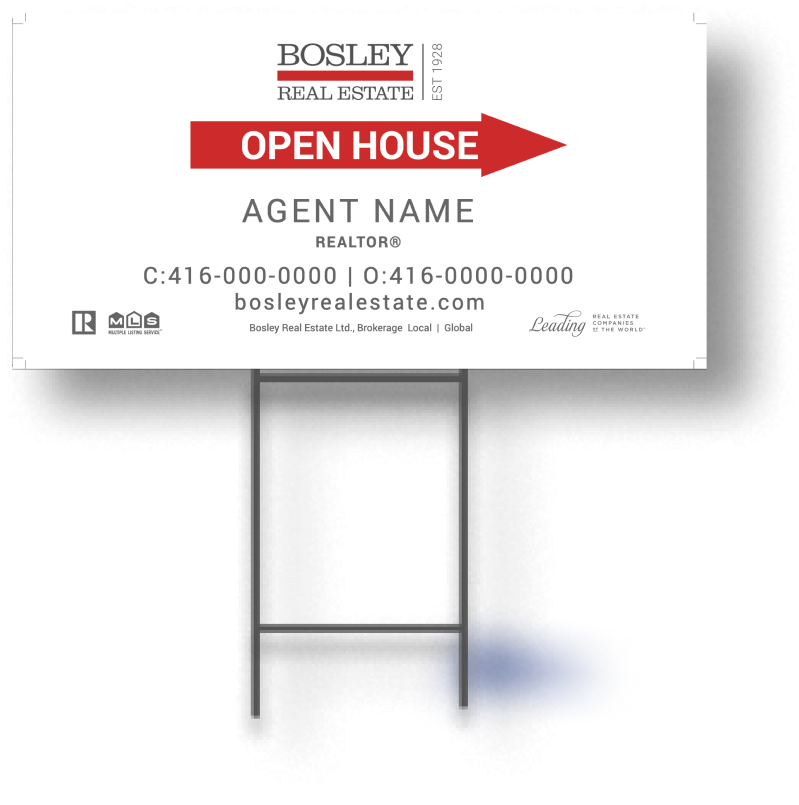 BOSLEY
REAL ESTATE
EST 1928
OPEN HOUSE
AGENT NAME
REALTOR®
C:416-000-0000 | O:416-0000-0000
bosleyrealestate.com
R
MLS
MULTIPLE LISTING SERVICE®
Bosley Real Estate Ltd., Brokerage Local | Global
Leading
REAL ESTATE
COMPANIES
OF THE WORLD®